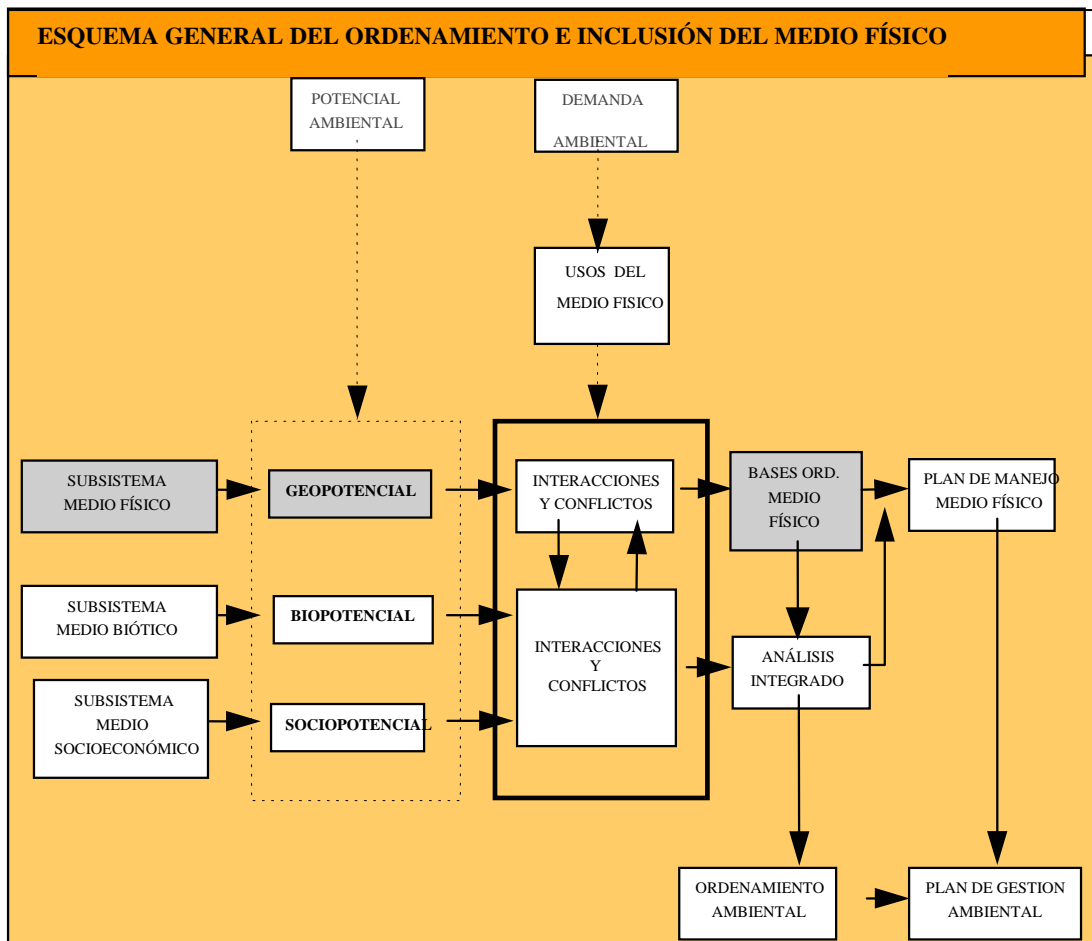 ESQUEMA GENERAL DEL ORDENAMIENTO E INCLUSIÓN DEL MEDIO FÍSICO
POTENCIAL
AMBIENTAL
DEMANDA
AMBIENTAL
USOS DEL
MEDIO FISICO
SUBSISTEMA
MEDIO FÍSICO
GEOPOTENCIAL
INTERACCIONES
Y CONFLICTOS
BASES ORD.
MEDIO
FÍSICO
PLAN DE MANEJO
MEDIO FÍSICO
SUBSISTEMA
MEDIO BIÓTICO
BIOPOTENCIAL
INTERACCIONES
Y
CONFLICTOS
ANÁLISIS
INTEGRADO
SUBSISTEMA
MEDIO
SOCIOECONÓMICO
SOCIOPOTENCIAL
ORDENAMIENTO
AMBIENTAL
PLAN DE GESTION
AMBIENTAL